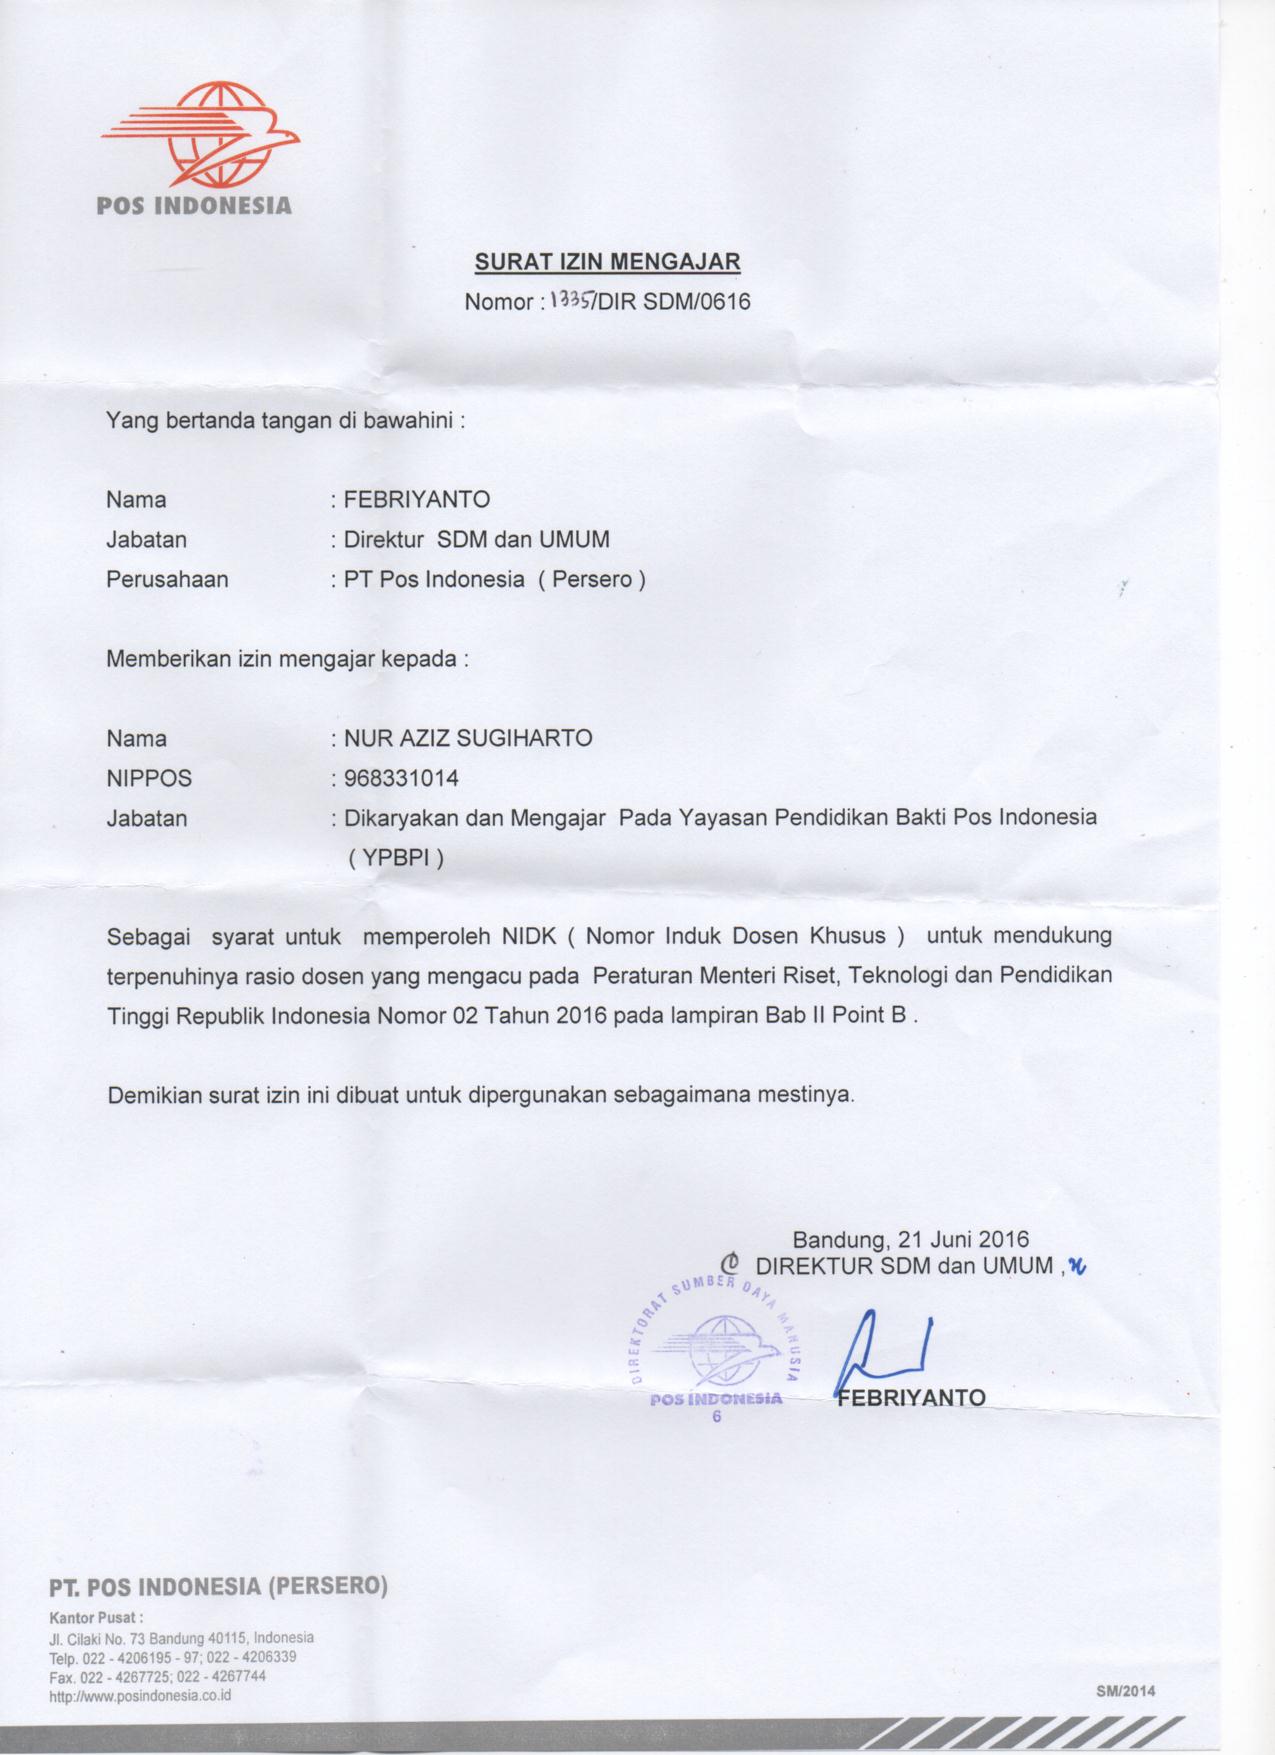 POS INDONESIA
SURAT IZIN MENGAJAR
Nomor : 1335/DIR SDM/0616
Yang bertanda tangan di bawahini :
Nama : FEBRIYANTO
Jabatan : Direktur SDM dan UMUM
Perusahaan : PT Pos Indonesia ( Persero )
Memberikan izin mengajar kepada :
Nama : NUR AZIZ SUGIHARTO
NIPPOS : 968331014
Jabatan : Dikaryakan dan Mengajar Pada Yayasan Pendidikan Bakti Pos Indonesia
( YPBPI )
Sebagai syarat untuk memperoleh NIDK ( Nomor Induk Dosen Khusus ) untuk mendukung
terpenuhinya rasio dosen yang mengacu pada Peraturan Menteri Riset, Teknologi dan Pendidikan
Tinggi Republik Indonesia Nomor 02 Tahun 2016 pada lampiran Bab II Point B .
Demikian surat izin ini dibuat untuk dipergunakan sebagaimana mestinya.
Bandung, 21 Juni 2016
DIREKTUR SDM dan UMUM ,
DIREKTORAT SUMBER DAYA MANUSIA
POS INDONESIA
6
FEBRIYANTO
PT. POS INDONESIA (PERSERO)
Kantor Pusat :
Jl. Cilaki No. 73 Bandung 40115, Indonesia
Telp. 022 - 4206195 - 97; 022 - 4206339
Fax. 022 - 4267725; 022 - 4267744
http://www.posindonesia.co.id
SM/2014